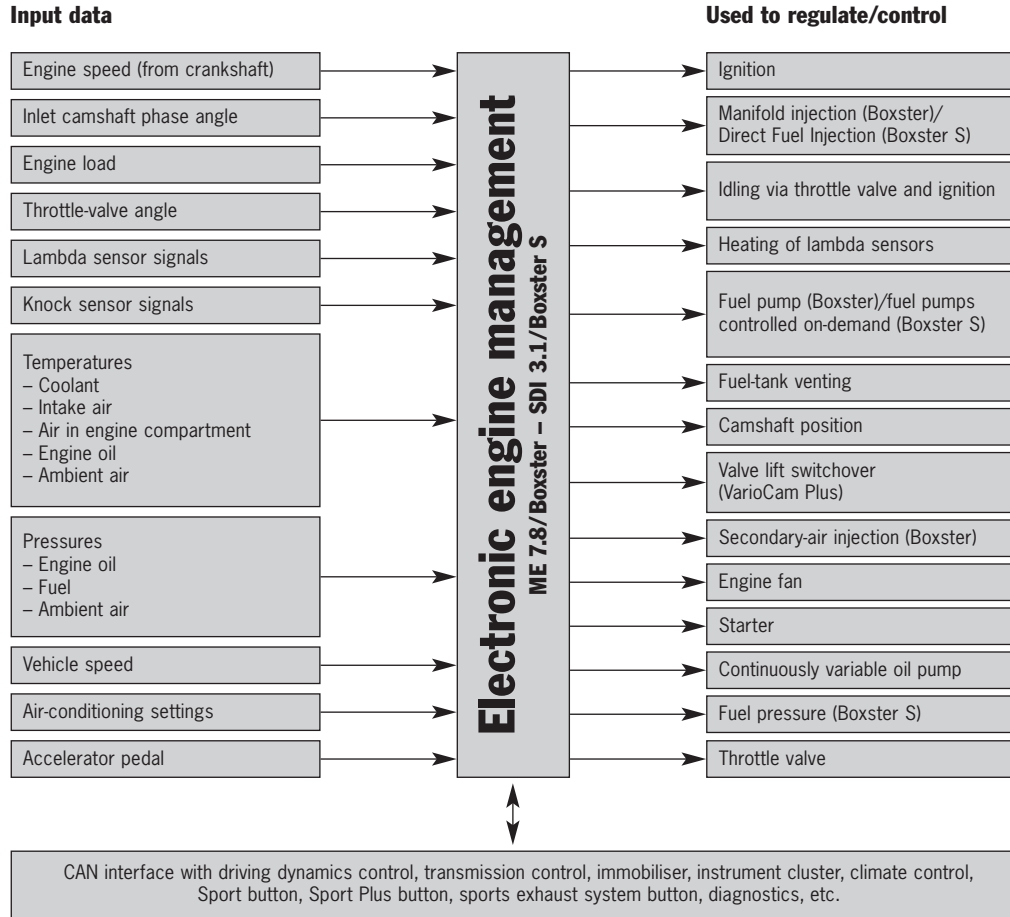 Input data
Used to regulate/control
Engine speed (from crankshaft)
Inlet camshaft phase angle
Engine load
Throttle-valve angle
Lambda sensor signals
Knock sensor signals
Temperatures
– Coolant
– Intake air
– Air in engine compartment
– Engine oil
– Ambient air
Pressures
– Engine oil
– Fuel
– Ambient air
Vehicle speed
Air-conditioning settings
Accelerator pedal
Electronic engine management
ME 7.8/Boxster – SDI 3.1/Boxster S
Ignition
Manifold injection (Boxster)/
Direct Fuel Injection (Boxster S)
Idling via throttle valve and ignition
Heating of lambda sensors
Fuel pump (Boxster)/fuel pumps
controlled on-demand (Boxster S)
Fuel-tank venting
Camshaft position
Valve lift switchover
(VarioCam Plus)
Secondary-air injection (Boxster)
Engine fan
Starter
Continuously variable oil pump
Fuel pressure (Boxster S)
Throttle valve
CAN interface with driving dynamics control, transmission control, immobiliser, instrument cluster, climate control,
Sport button, Sport Plus button, sports exhaust system button, diagnostics, etc.